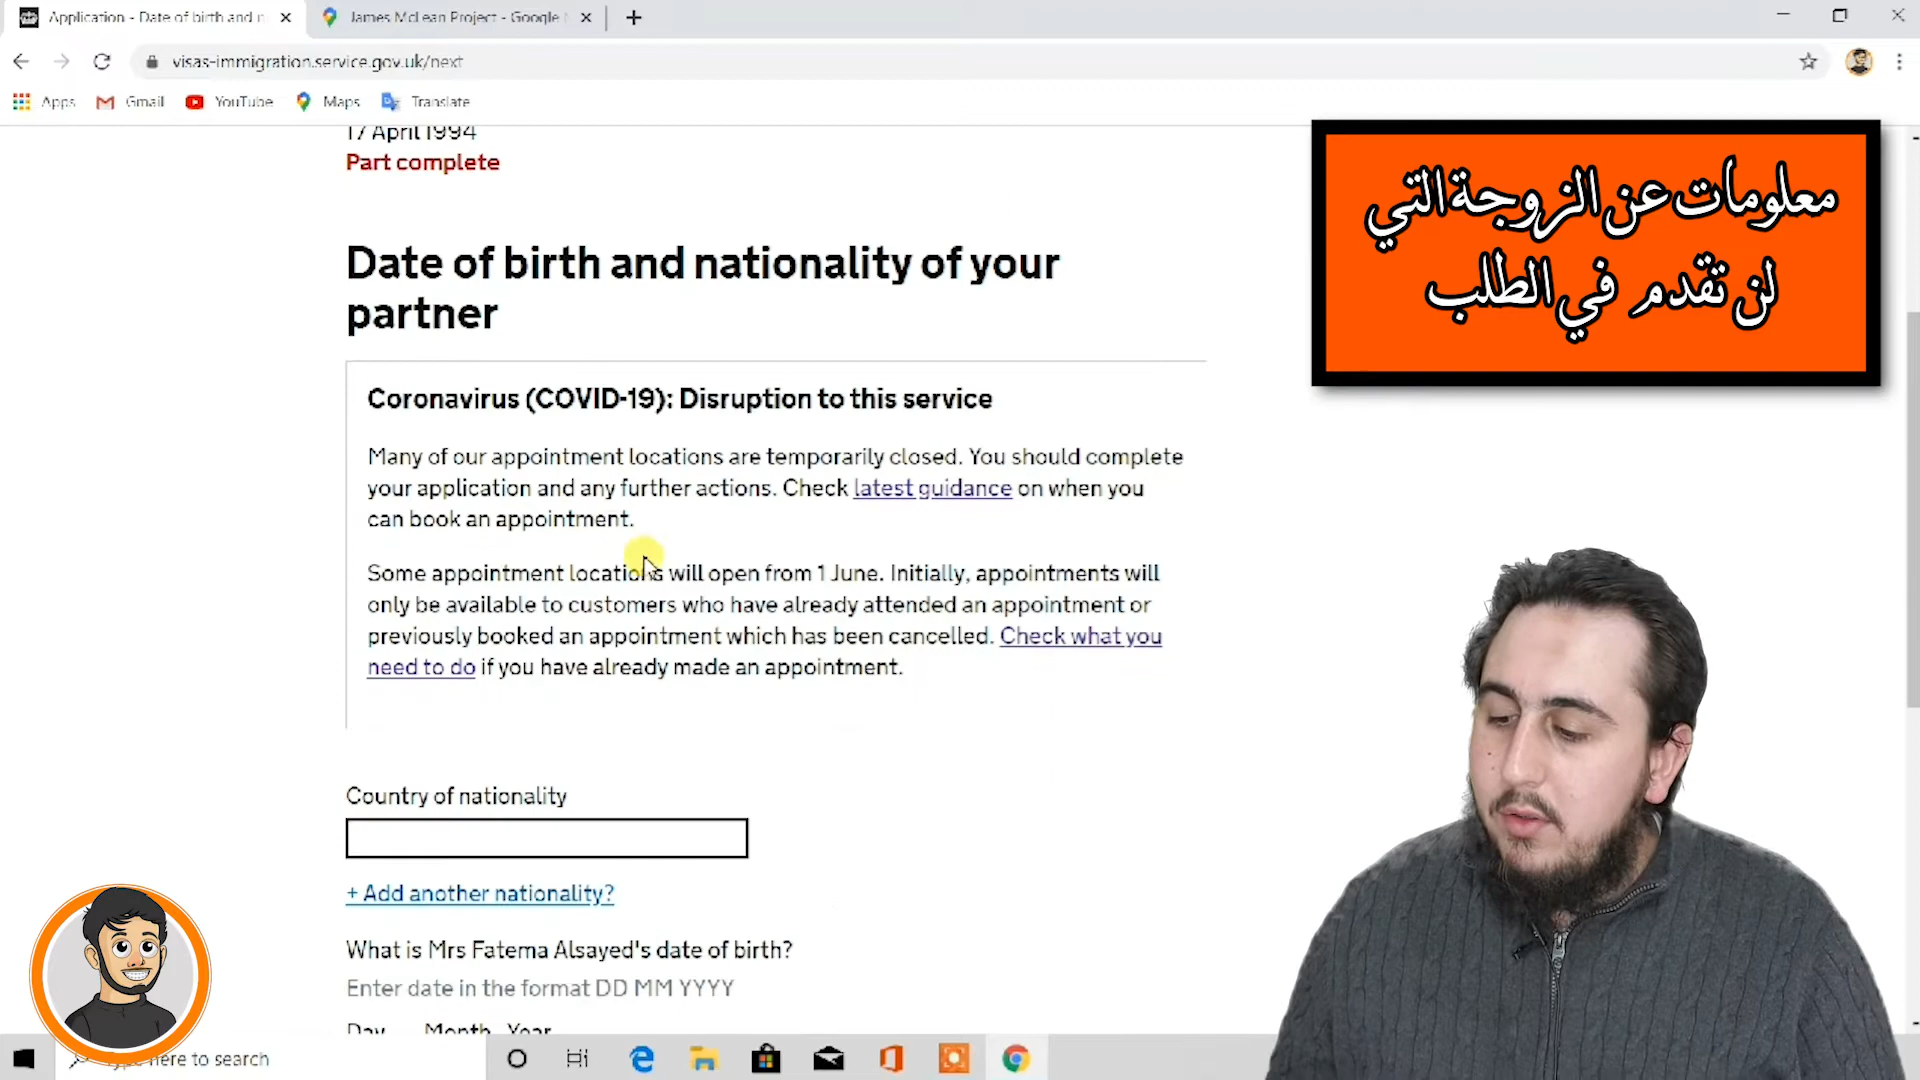 Application - Date of birth and n
James McLean Project - Google
visas-immigration.service.gov.uk/next
Apps
Gmail
YouTube
Maps
Translate
17 April 1994
Part complete
معلومات عن الزوجة التي
لن تقدم في الطلب
Date of birth and nationality of your
partner
Coronavirus (COVID-19): Disruption to this service
Many of our appointment locations are temporarily closed. You should complete
your application and any further actions. Check latest guidance on when you
can book an appointment.
Some appointment locations will open from 1 June. Initially, appointments will
only be available to customers who have already attended an appointment or
previously booked an appointment which has been cancelled. Check what you
need to do if you have already made an appointment.
Country of nationality
+ Add another nationality?
What is Mrs Fatema Alsayed's date of birth?
Enter date in the format DD MM YYYY
Day Month Year
here to search